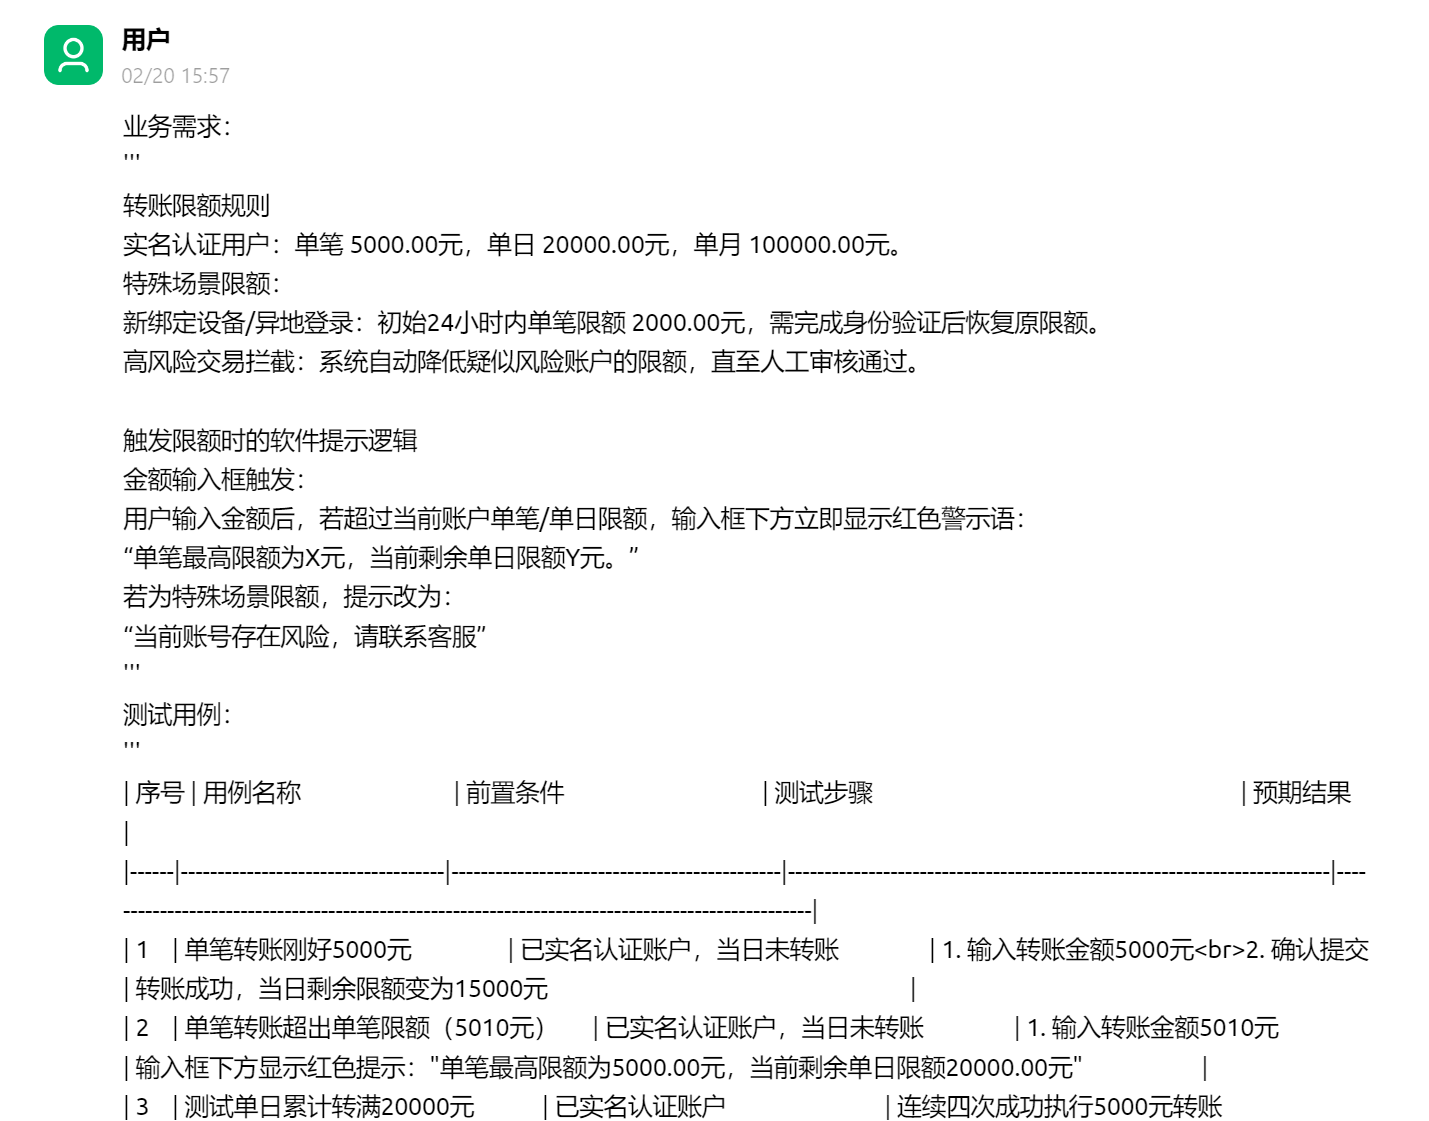 用户
02/20 15:57
业务需求：
'''
转账限额规则
实名认证用户：单笔 5000.00元，单日 20000.00元，单月 100000.00元。
特殊场景限额：
新绑定设备/异地登录：初始24小时内单笔限额 2000.00元，需完成身份验证后恢复原限额。
高风险交易拦截：系统自动降低疑似风险账户的限额，直至人工审核通过。
触发限额时的软件提示逻辑
金额输入框触发：
用户输入金额后，若超过当前账户单笔/单日限额，输入框下方立即显示红色警示语：
“单笔最高限额为X元，当前剩余单日限额Y元。”
若为特殊场景限额，提示改为：
“当前账号存在风险，请联系客服”
'''
测试用例：
'''
| 序号 | 用例名称 | 前置条件 | 测试步骤 | 预期结果
|
|------|------------------------------------|---------------------------------------------|--------------------------------------------------------------------------|----
----------------------------------------------------------------------------------------------|
| 1 | 单笔转账刚好5000元 | 已实名认证账户，当日未转账 | 1. 输入转账金额5000元<br>2. 确认提交
| 转账成功，当日剩余限额变为15000元 |
| 2 | 单笔转账超出单笔限额（5010元） | 已实名认证账户，当日未转账 | 1. 输入转账金额5010元
| 输入框下方显示红色提示："单笔最高限额为5000.00元，当前剩余单日限额20000.00元" |
| 3 | 测试单日累计转满20000元 | 已实名认证账户 | 连续四次成功执行5000元转账